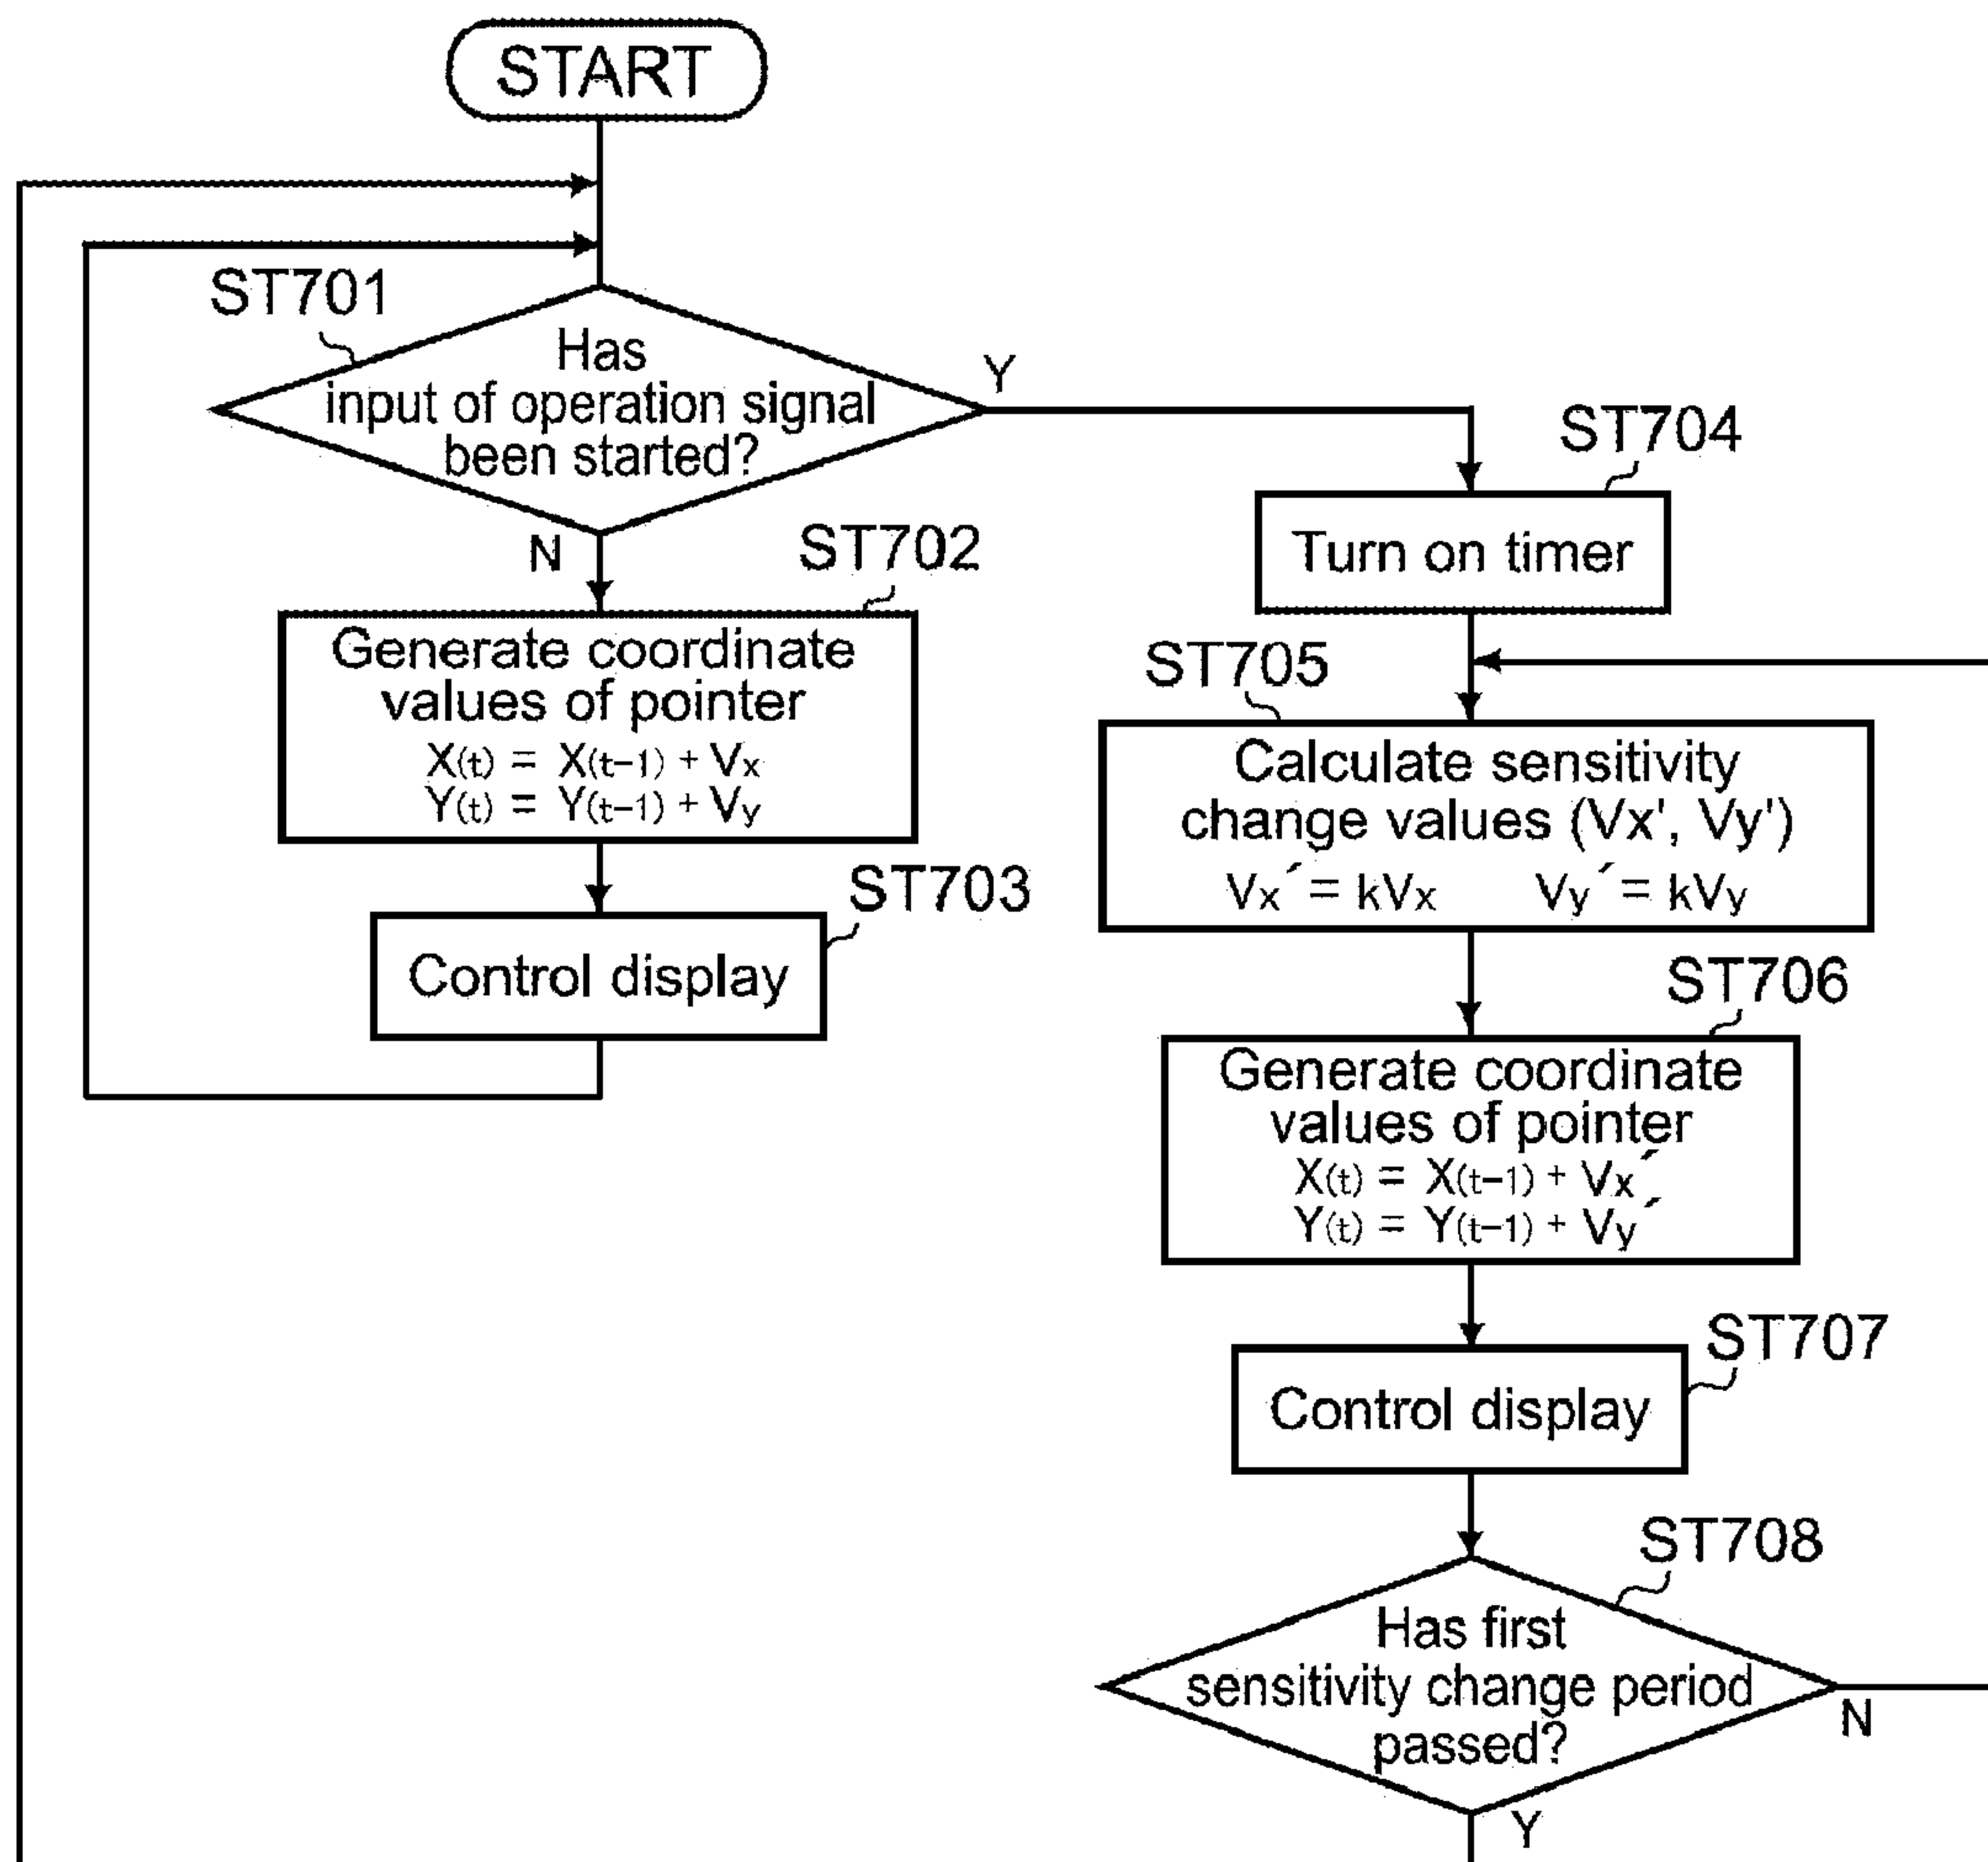 START
ST701
Has
input of operation signal
been started?
Y
N
ST702
Generate coordinate
values of pointer
X(t) = X(t-1) + Vx
Y(t) = Y(t-1) + Vy
ST703
Control display
ST704
Turn on timer
ST705
Calculate sensitivity
change values (Vx', Vy')
Vx´= kVx Vy´= kVy
ST706
Generate coordinate
values of pointer
X(t) = X(t-1) + Vx´
Y(t) = Y(t-1) + Vy´
ST707
Control display
ST708
Has first
sensitivity change period
passed?
N
Y